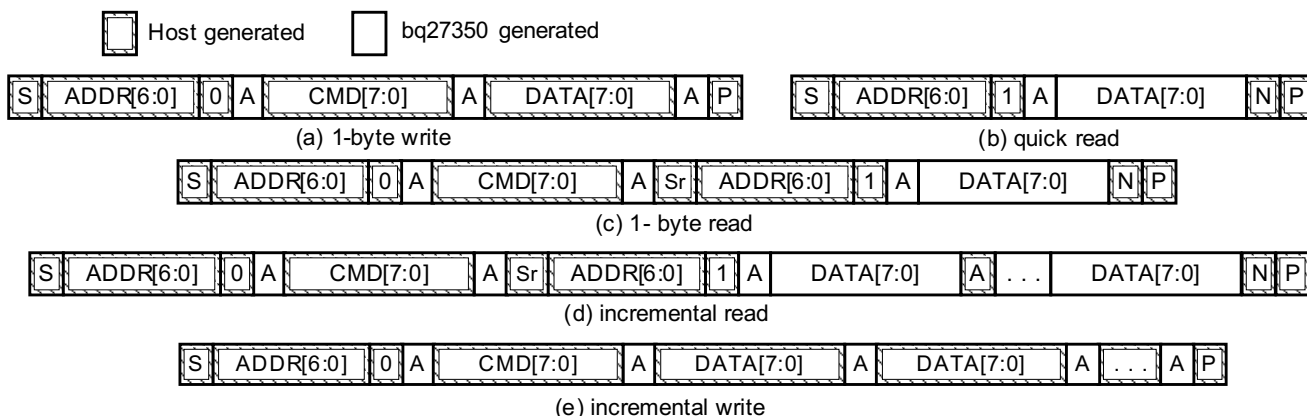 Host generated bq27350 generated
S ADDR[6:0] 0 A CMD[7:0] A DATA[7:0] A P S ADDR[6:0] 1 A DATA[7:0] N P
(a) 1-byte write (b) quick read
S ADDR[6:0] 0 A CMD[7:0] A Sr ADDR[6:0] 1 A DATA[7:0] N P
(c) 1- byte read
S ADDR[6:0] 0 A CMD[7:0] A Sr ADDR[6:0] 1 A DATA[7:0] A . . . DATA[7:0] N P
(d) incremental read
S ADDR[6:0] 0 A CMD[7:0] A DATA[7:0] A DATA[7:0] A . . . A P
(e) incremental write